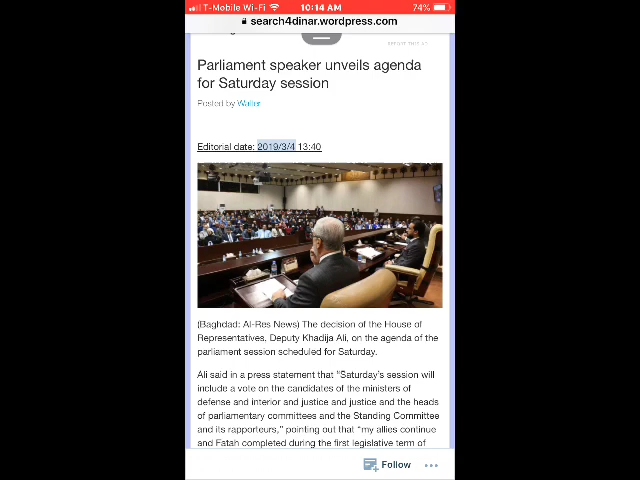 T-Mobile Wi-Fi 10:14 AM 74%
search4dinar.wordpress.com
REPORT THIS AD
Parliament speaker unveils agenda
for Saturday session
Posted by Walter
Editorial date: 2019/3/4 13:40
(Baghdad: Al-Res News) The decision of the House of
Representatives, Deputy Khadija Ali, on the agenda of the
parliament session scheduled for Saturday.
Ali said in a press statement that "Saturday's session will
include a vote on the candidates of the ministers of
defense and interior and justice and justice and the heads
of parliamentary committees and the Standing Committee
and its rapporteurs," pointing out that "my allies continue
and Fatah completed during the first legislative term of
Follow